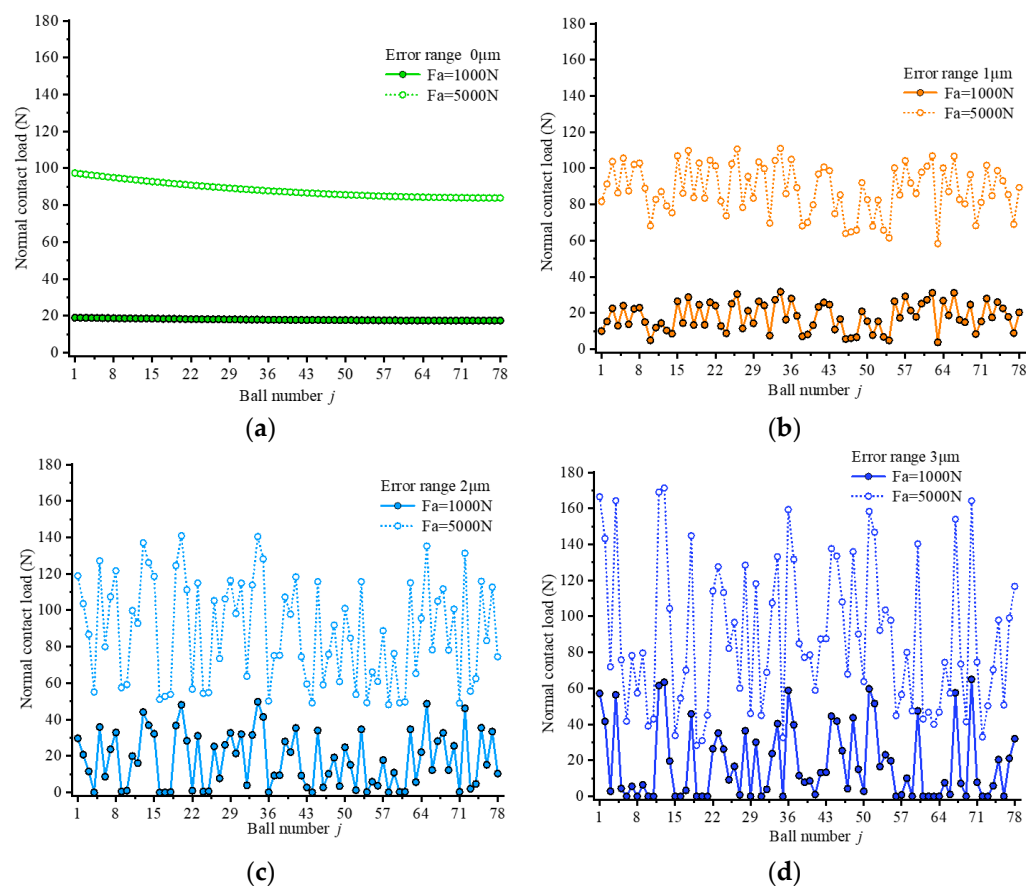 180
160
140
120
100
80
60
40
20
0
Normal contact load (N)
Error range 0μm
Fa=1000N
Fa=5000N
1 8 15 22 29 36 43 50 57 64 71 78
Ball number j
(a)
180
160
140
120
100
80
60
40
20
0
Normal contact load (N)
Error range 1μm
Fa=1000N
Fa=5000N
1 8 15 22 29 36 43 50 57 64 71 78
Ball number j
(b)
180
160
140
120
100
80
60
40
20
0
Normal contact load (N)
Error range 2μm
Fa=1000N
Fa=5000N
1 8 15 22 29 36 43 50 57 64 71 78
Ball number j
(c)
180
160
140
120
100
80
60
40
20
0
Normal contact load (N)
Error range 3μm
Fa=1000N
Fa=5000N
1 8 15 22 29 36 43 50 57 64 71 78
Ball number j
(d)